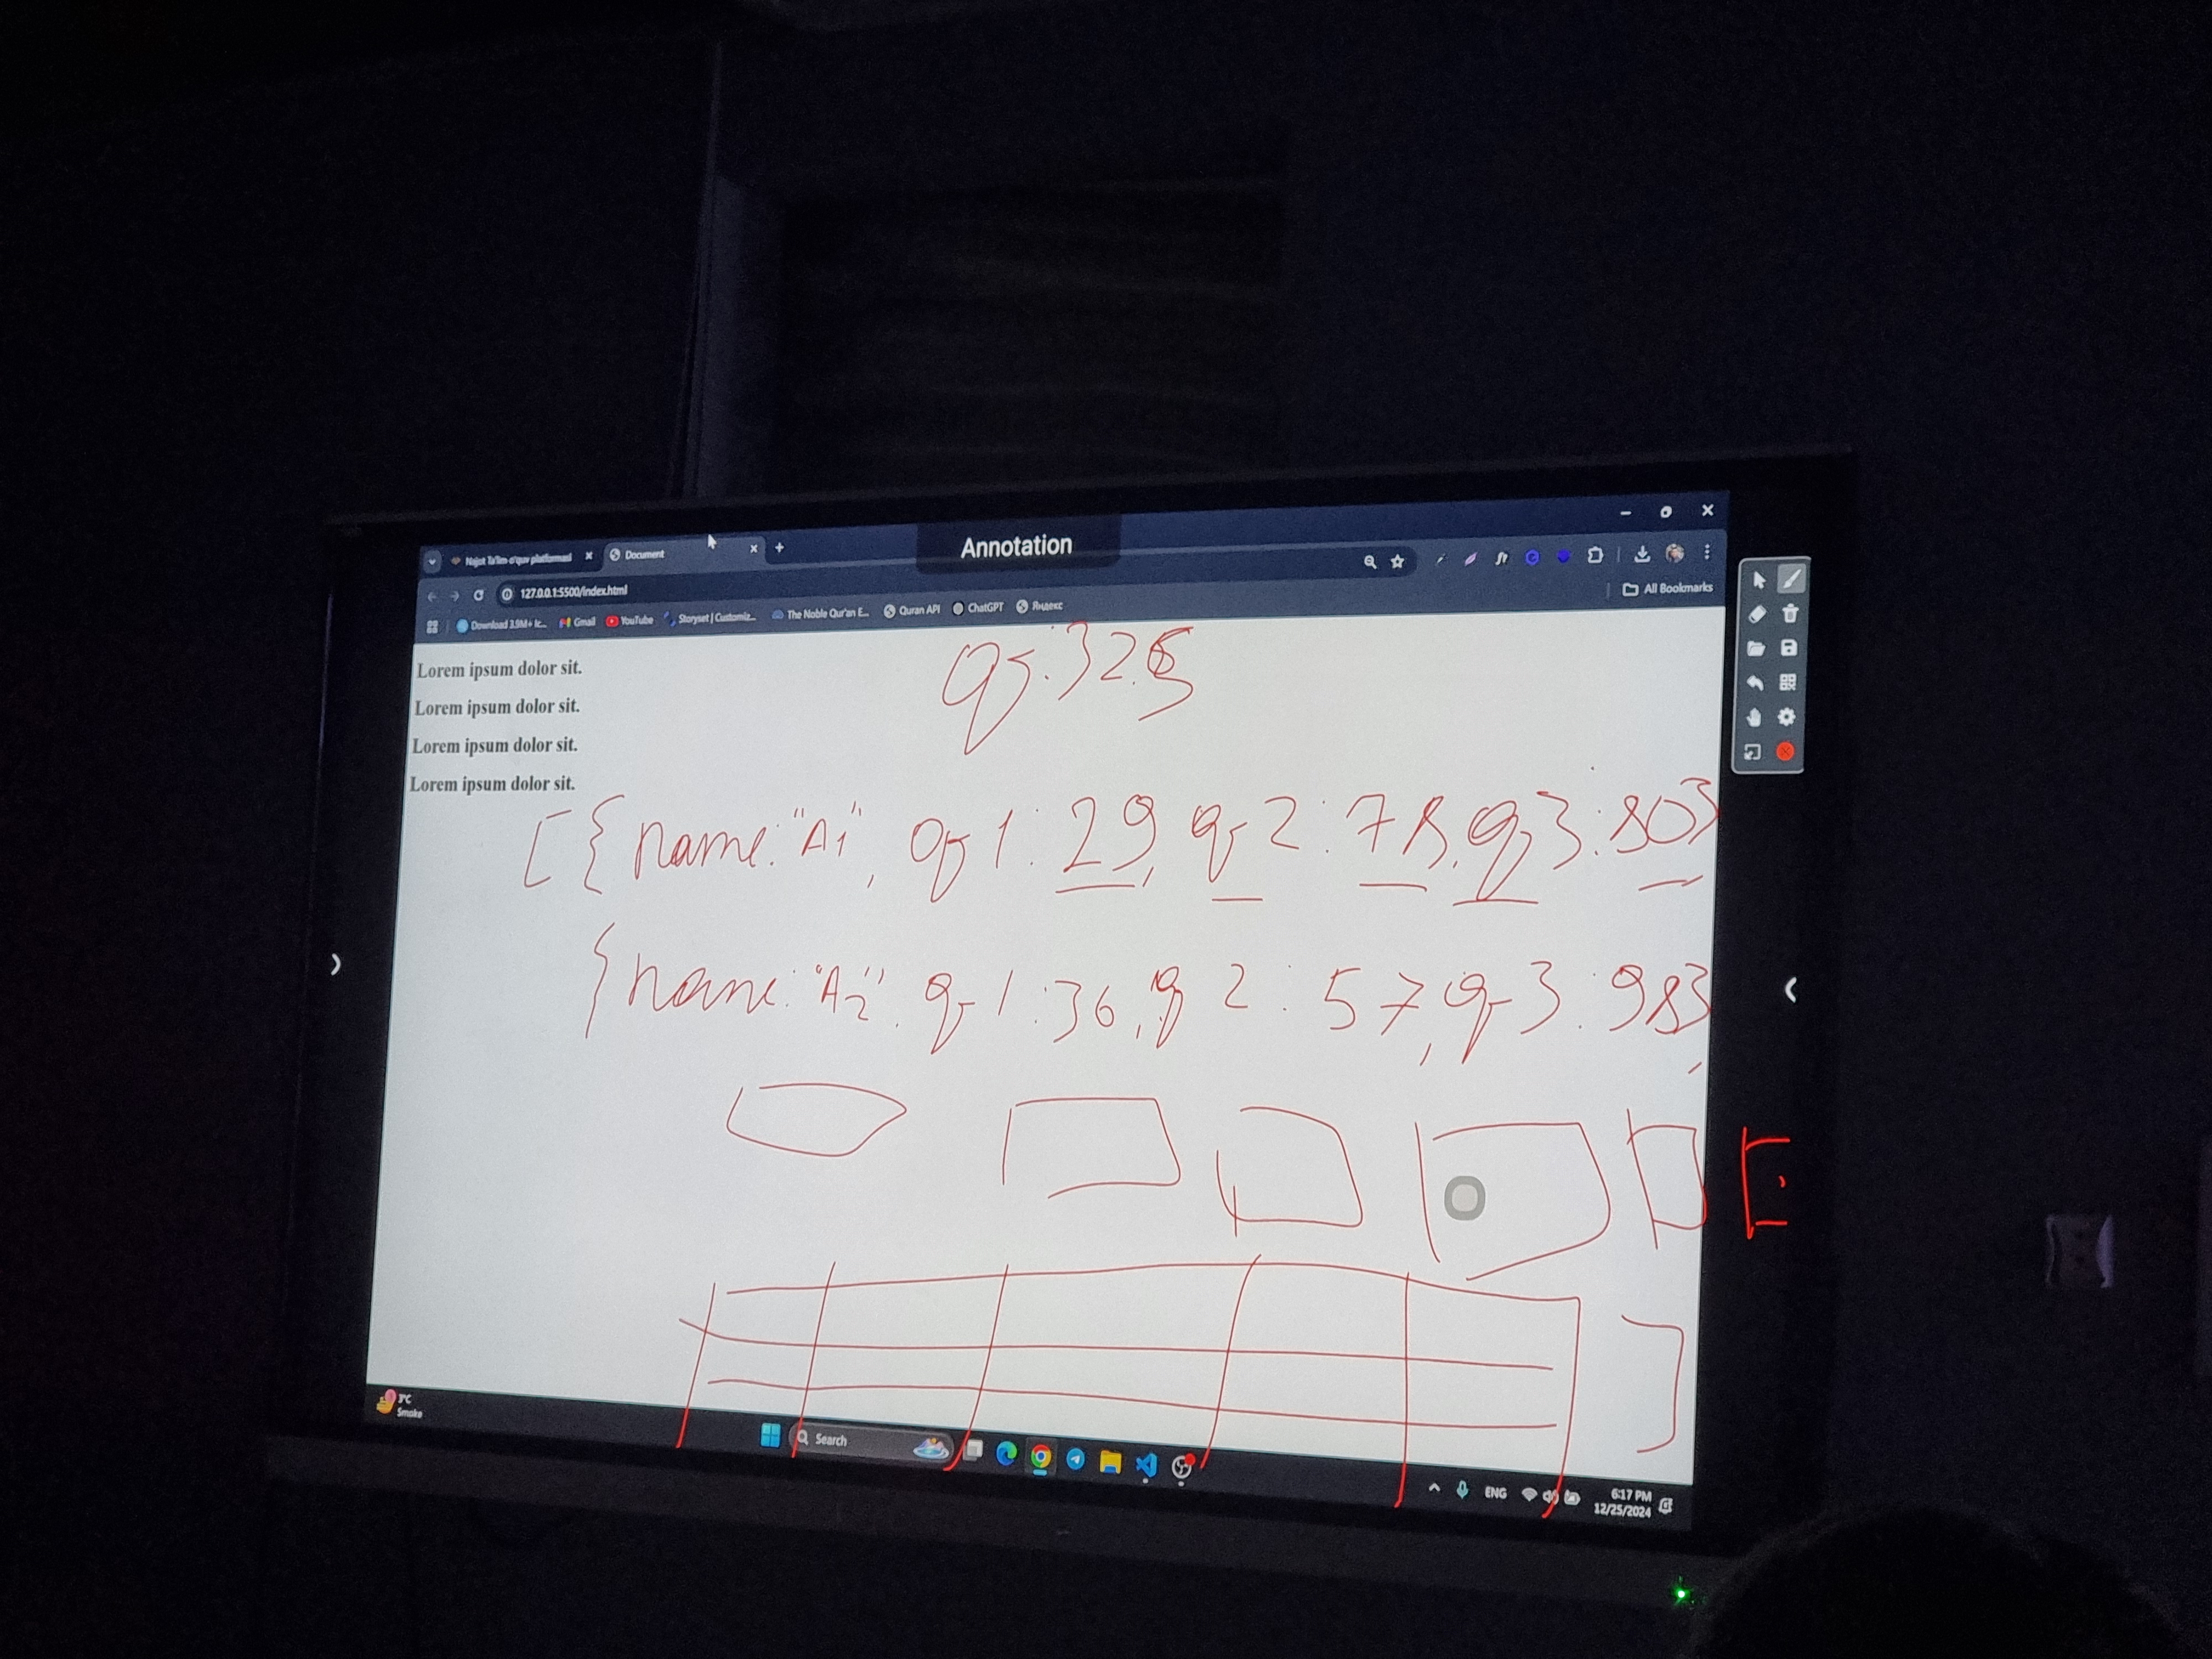 Annotation
Najot Ta'lim o'quv platformasi
Document
127.0.0.1:5500/index.html
Download 3.9M+ Ic... Gmail YouTube Storyset | Customiz... The Noble Qur'an E... Quran API ChatGPT Яндекс
All Bookmarks
Lorem ipsum dolor sit.
Lorem ipsum dolor sit.
Lorem ipsum dolor sit.
Lorem ipsum dolor sit.
[{name:"A1", q1:29, q2:78, q3:80}
{name:"A2", q1:36, q2:57, q3:98}
,
]
3°C
Smoke
Search
ENG
6:17 PM
12/25/2024